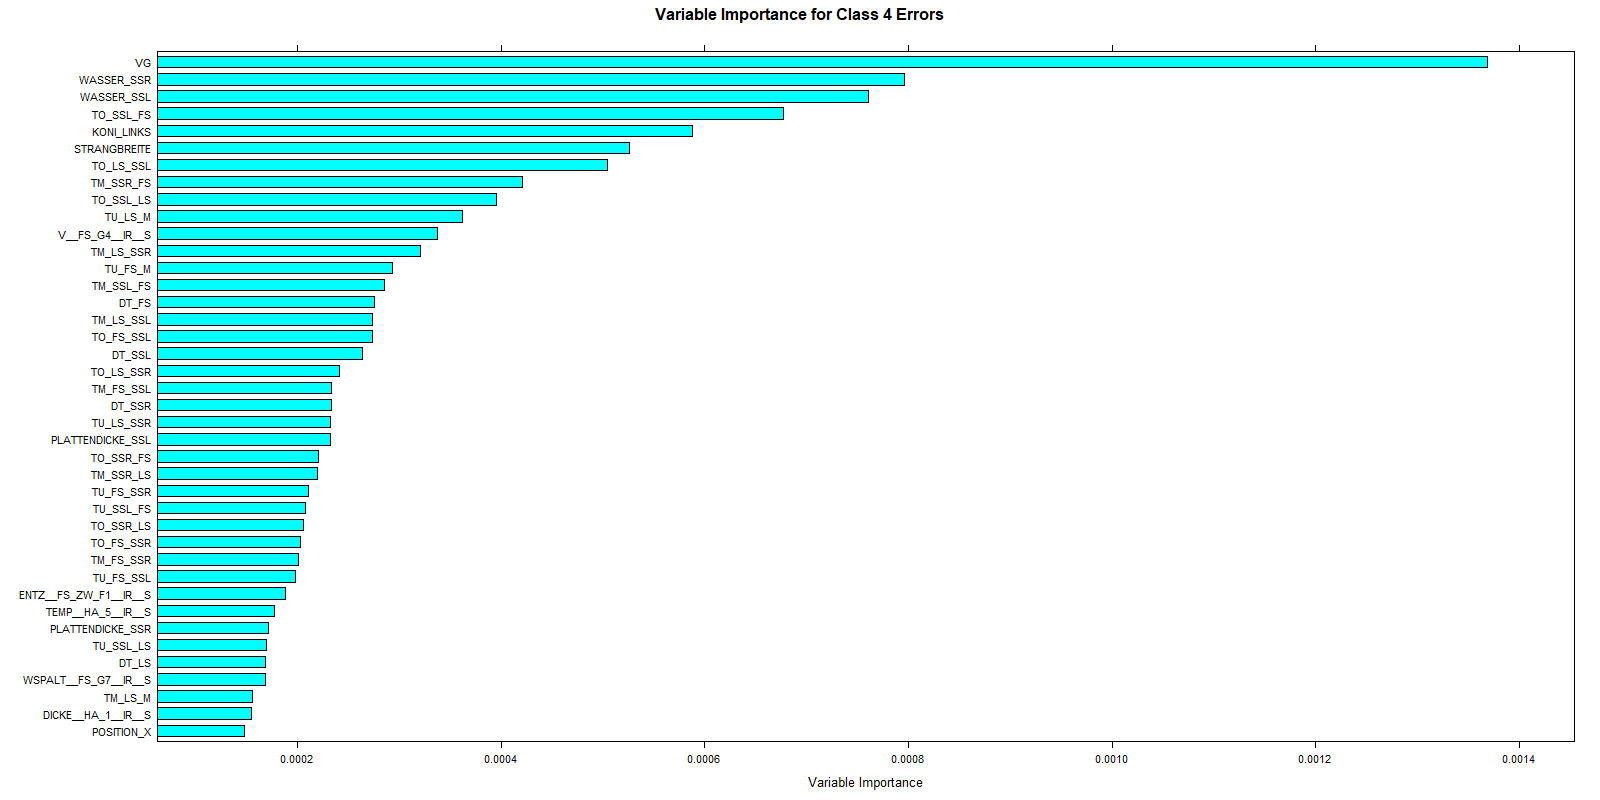 Variable Importance for Class 4 Errors
VG
WASSER_SSR
WASSER_SSL
TO_SSL_FS
KONI_LINKS
STRANGBREITE
TO_LS_SSL
TM_SSR_FS
TO_SSL_LS
TU_LS_M
V__FS_G4__IR__S
TM_LS_SSR
TU_FS_M
TM_SSL_FS
DT_FS
TM_LS_SSL
TO_FS_SSL
DT_SSL
TO_LS_SSR
TM_FS_SSL
DT_SSR
TU_LS_SSR
PLATTENDICKE_SSL
TO_SSR_FS
TM_SSR_LS
TU_FS_SSR
TU_SSL_FS
TO_SSR_LS
TO_FS_SSR
TM_FS_SSR
TU_FS_SSL
ENTZ__FS_ZW_F1__IR__S
TEMP__HA_5__IR__S
PLATTENDICKE_SSR
TU_SSL_LS
DT_LS
WSPALT__FS_G7__IR__S
TM_LS_M
DICKE__HA_1__IR__S
POSITION_X
0.0002 0.0004 0.0006 0.0008 0.0010 0.0012 0.0014
Variable Importance